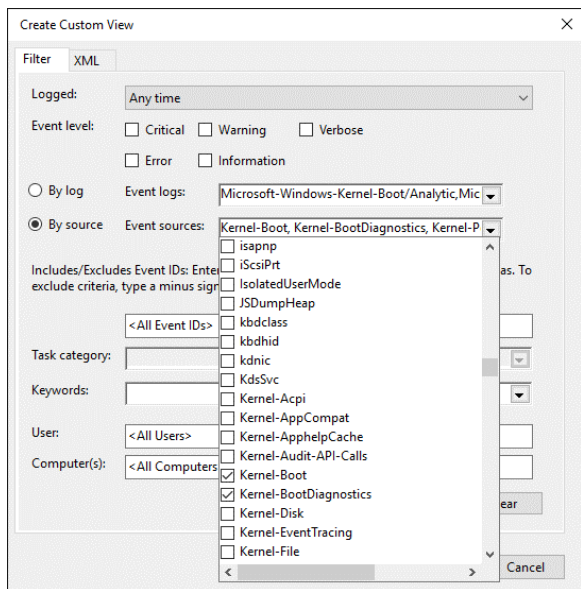 Create Custom View
Filter XML
Logged: Any time
Event level: Critical Warning Verbose
Error Information
By log Event logs: Microsoft-Windows-Kernel-Boot/Analytic,Mic
By source Event sources: Kernel-Boot, Kernel-BootDiagnostics, Kernel-P
isapnp
iScsiPrt
Includes/Excludes Event IDs: Enter as. To
IsolatedUserMode
exclude criteria, type a minus sign
JSDumpHeap
<All Event IDs> kbdclass
kbdhid
Task category: kdnic
KdsSvc
Keywords: Kernel-Acpi
Kernel-AppCompat
User: <All Users> Kernel-ApphelpCache
Kernel-Audit-API-Calls
Computer(s): <All Computers Kernel-Boot
Kernel-BootDiagnostics
Kernel-Disk ear
Kernel-EventTracing
Kernel-File
Cancel